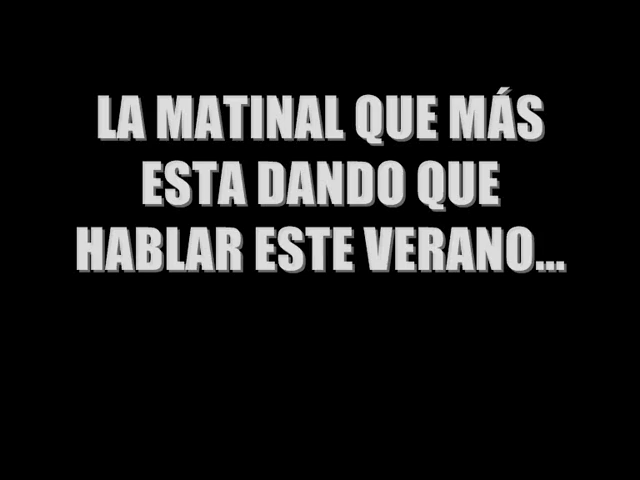 LA MATINAL QUE MÁS
ESTA DANDO QUE
HABLAR ESTE VERANO...